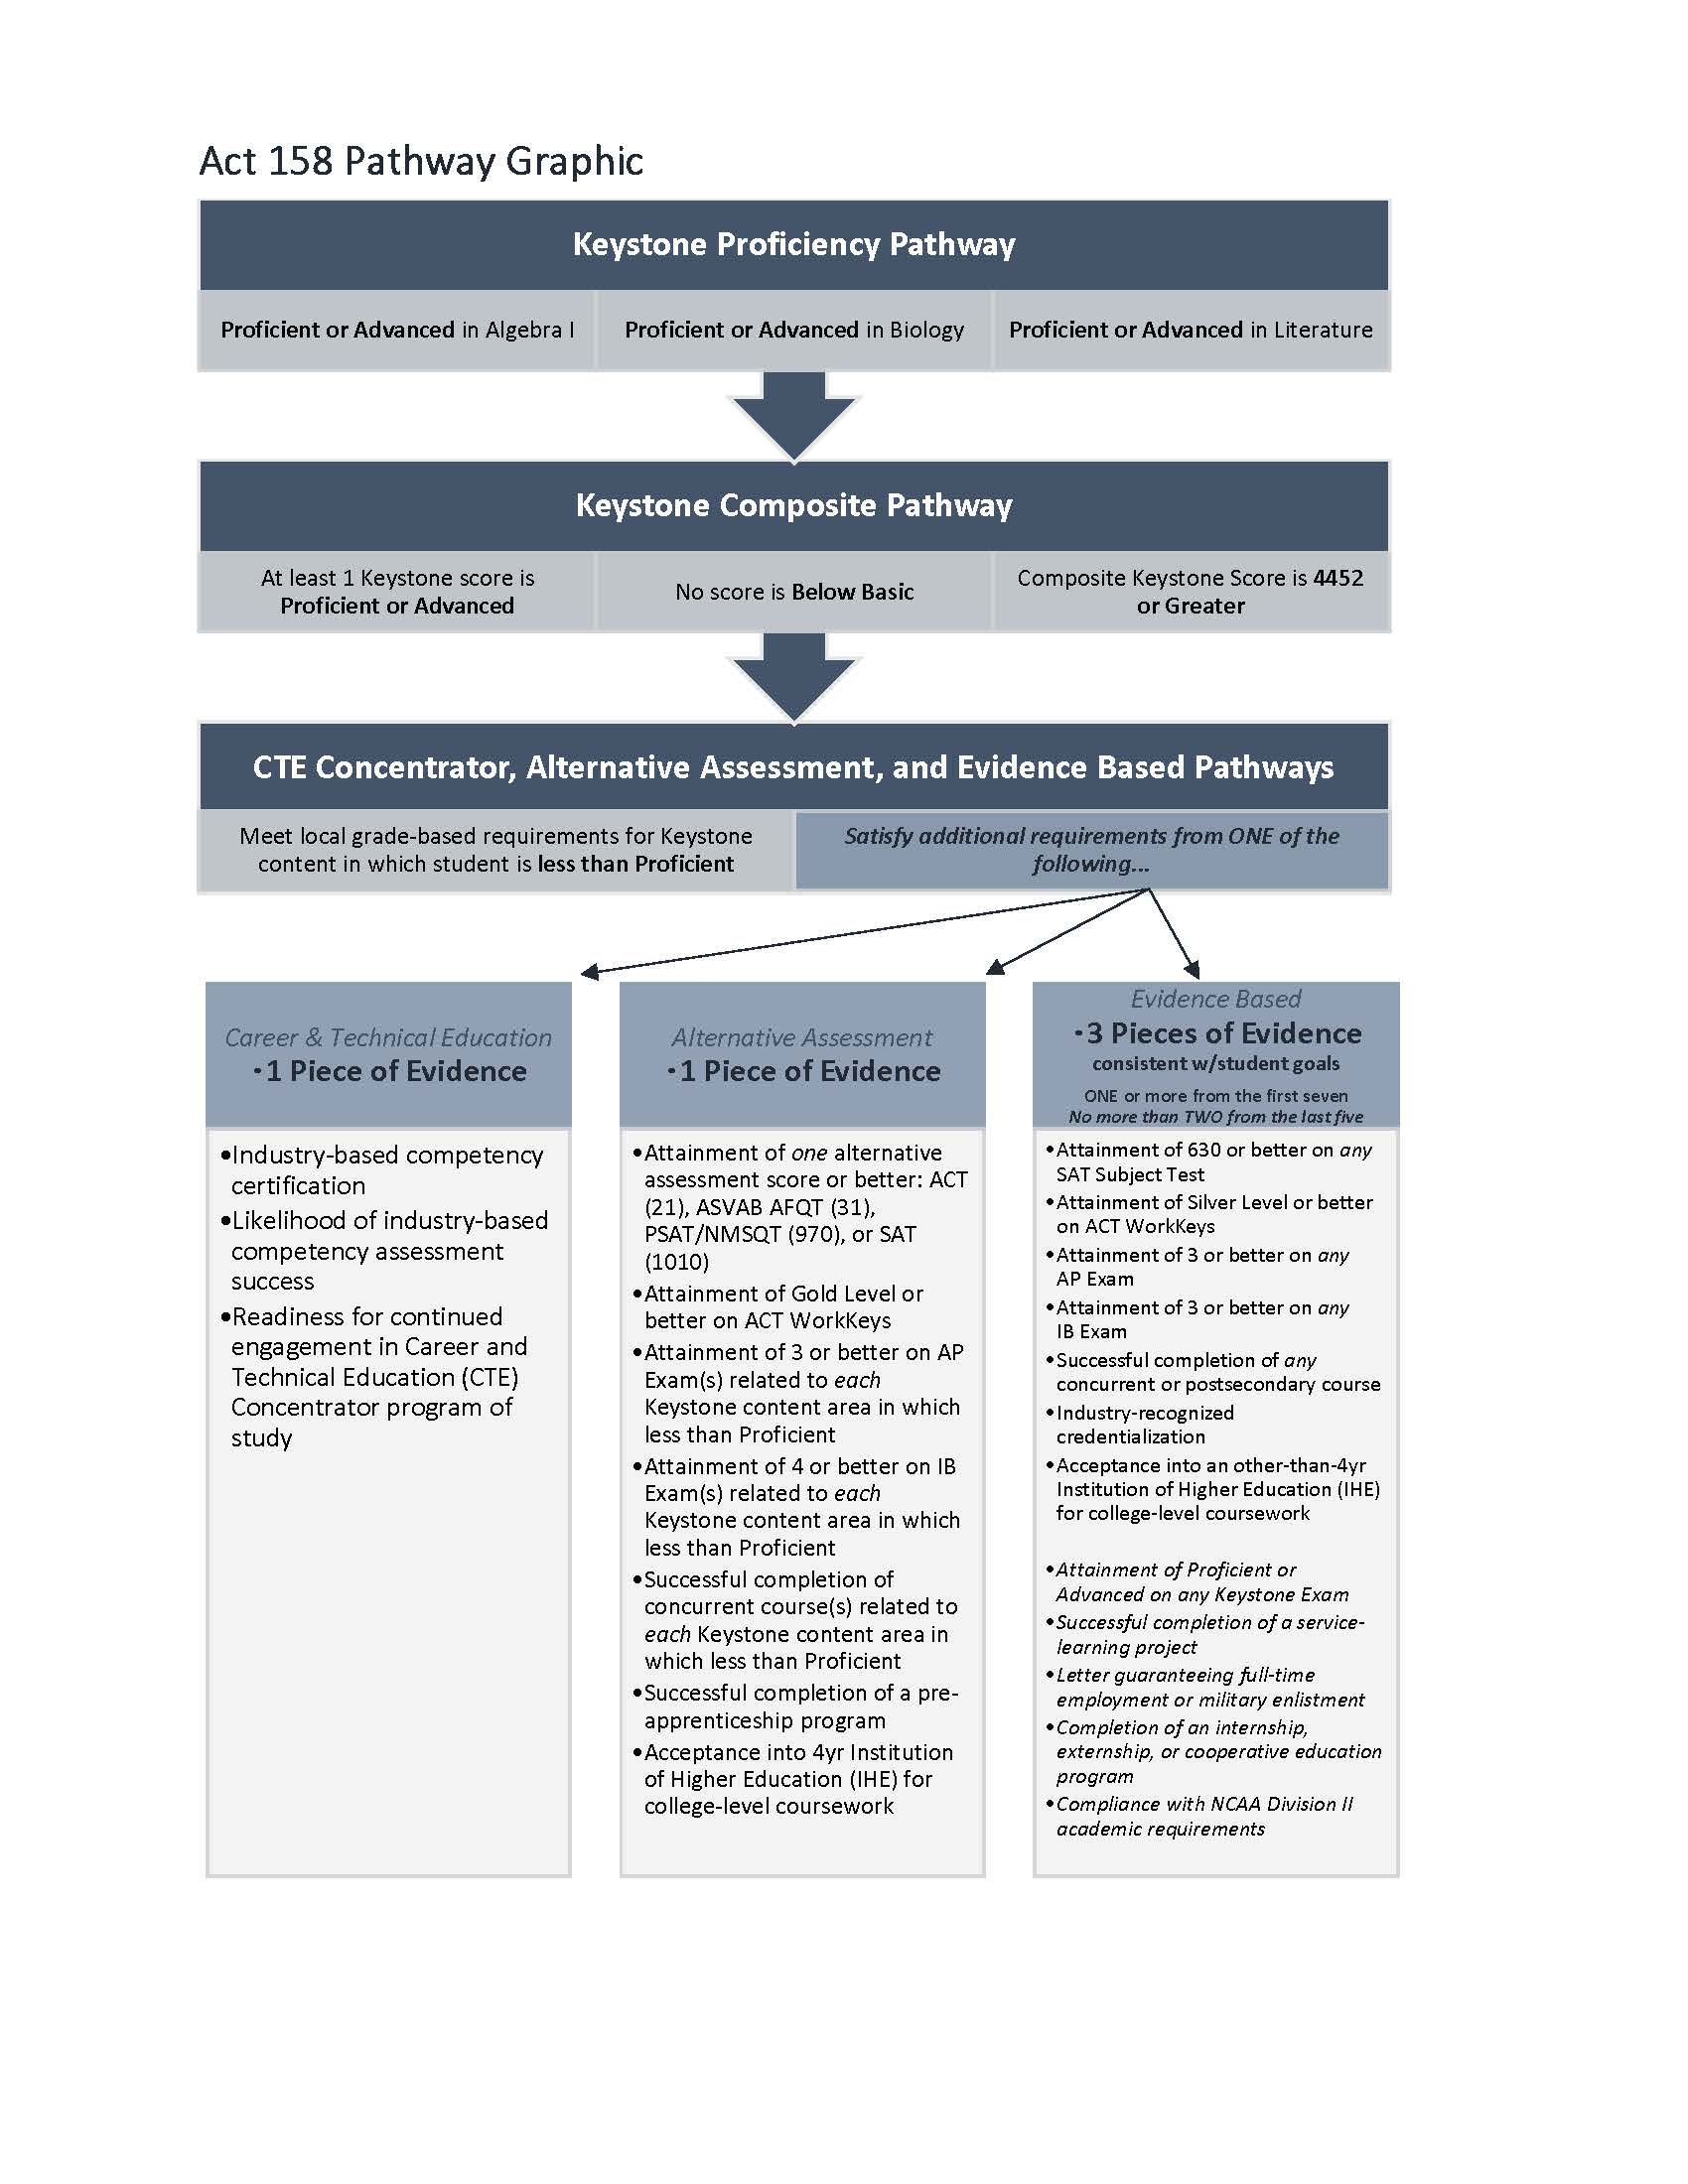 Act 158 Pathway Graphic
Keystone Proficiency Pathway
Proficient or Advanced in Algebra I
Proficient or Advanced in Biology
Proficient or Advanced in Literature
Keystone Composite Pathway
At least 1 Keystone score is
Proficient or Advanced
No score is Below Basic
Composite Keystone Score is 4452
or Greater
CTE Concentrator, Alternative Assessment, and Evidence Based Pathways
Meet local grade-based requirements for Keystone
content in which student is less than Proficient
Satisfy additional requirements from ONE of the
following...
Career & Technical Education
•1 Piece of Evidence
•Industry-based competency
certification
•Likelihood of industry-based
competency assessment
success
•Readiness for continued
engagement in Career and
Technical Education (CTE)
Concentrator program of
study
Alternative Assessment
•1 Piece of Evidence
•Attainment of one alternative
assessment score or better: ACT
(21), ASVAB AFQT (31),
PSAT/NMSQT (970), or SAT
(1010)
•Attainment of Gold Level or
better on ACT WorkKeys
•Attainment of 3 or better on AP
Exam(s) related to each
Keystone content area in which
less than Proficient
•Attainment of 4 or better on IB
Exam(s) related to each
Keystone content area in which
less than Proficient
•Successful completion of
concurrent course(s) related to
each Keystone content area in
which less than Proficient
•Successful completion of a pre-
apprenticeship program
•Acceptance into 4yr Institution
of Higher Education (IHE) for
college-level coursework
Evidence Based
•3 Pieces of Evidence
consistent w/student goals
ONE or more from the first seven
No more than TWO from the last five
•Attainment of 630 or better on any
SAT Subject Test
•Attainment of Silver Level or better
on ACT WorkKeys
•Attainment of 3 or better on any
AP Exam
•Attainment of 3 or better on any
IB Exam
•Successful completion of any
concurrent or postsecondary course
•Industry-recognized
credentialization
•Acceptance into an other-than-4yr
Institution of Higher Education (IHE)
for college-level coursework
•Attainment of Proficient or
Advanced on any Keystone Exam
•Successful completion of a service-
learning project
•Letter guaranteeing full-time
employment or military enlistment
•Completion of an internship,
externship, or cooperative education
program
•Compliance with NCAA Division II
academic requirements